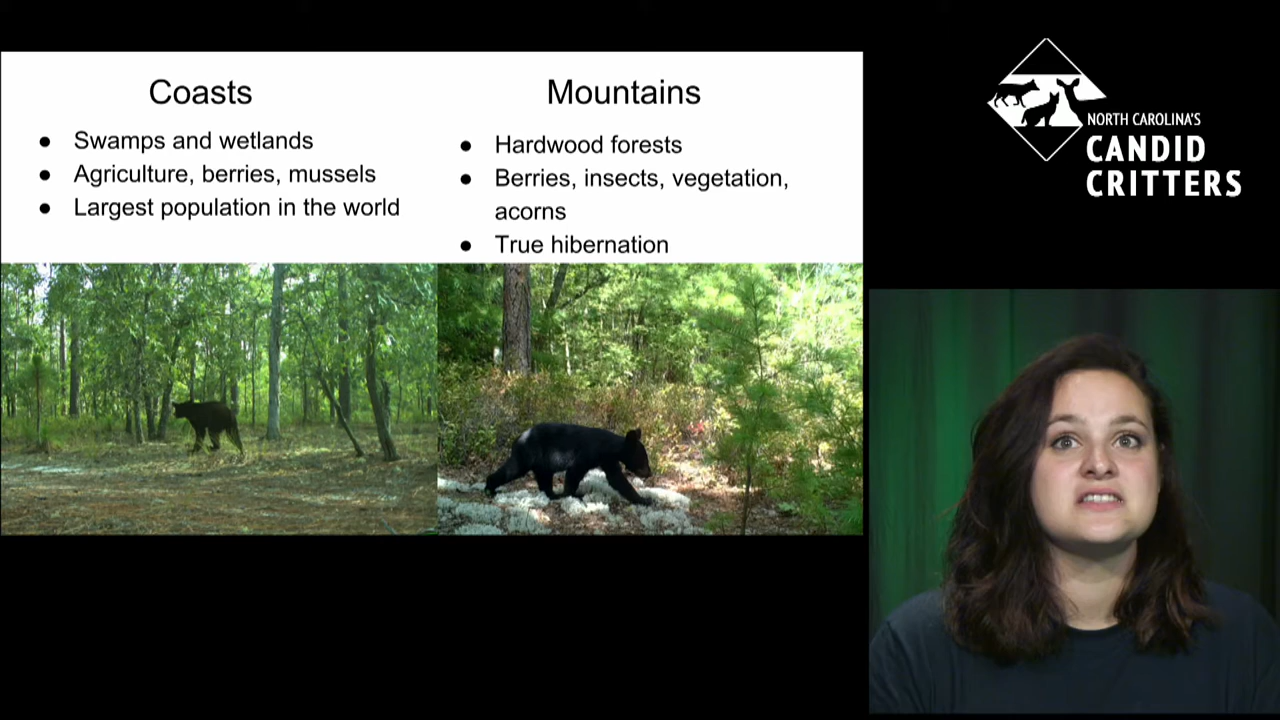 Coasts
● Swamps and wetlands
● Agriculture, berries, mussels
● Largest population in the world
Mountains
● Hardwood forests
● Berries, insects, vegetation,
acorns
● True hibernation
NORTH CAROLINA'S
CANDID
CRITTERS